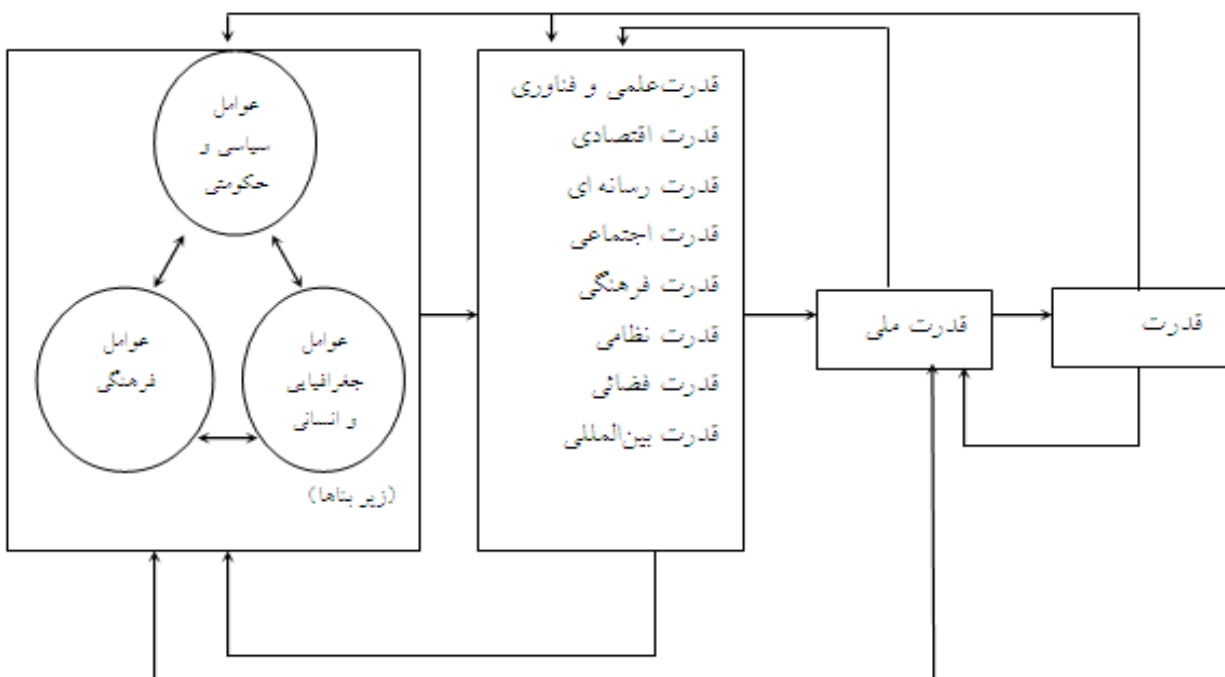 عوامل
سیاسی و
حکومتی
عوامل
جغرافیایی
و انسانی
عوامل
فرهنگی
(زیر بناها)
قدرت‌علمی و فناوری
قدرت اقتصادی
قدرت رسانه ای
قدرت اجتماعی
قدرت فرهنگی
قدرت نظامی
قدرت فضائی
قدرت بین‌المللی
قدرت ملی
قدرت